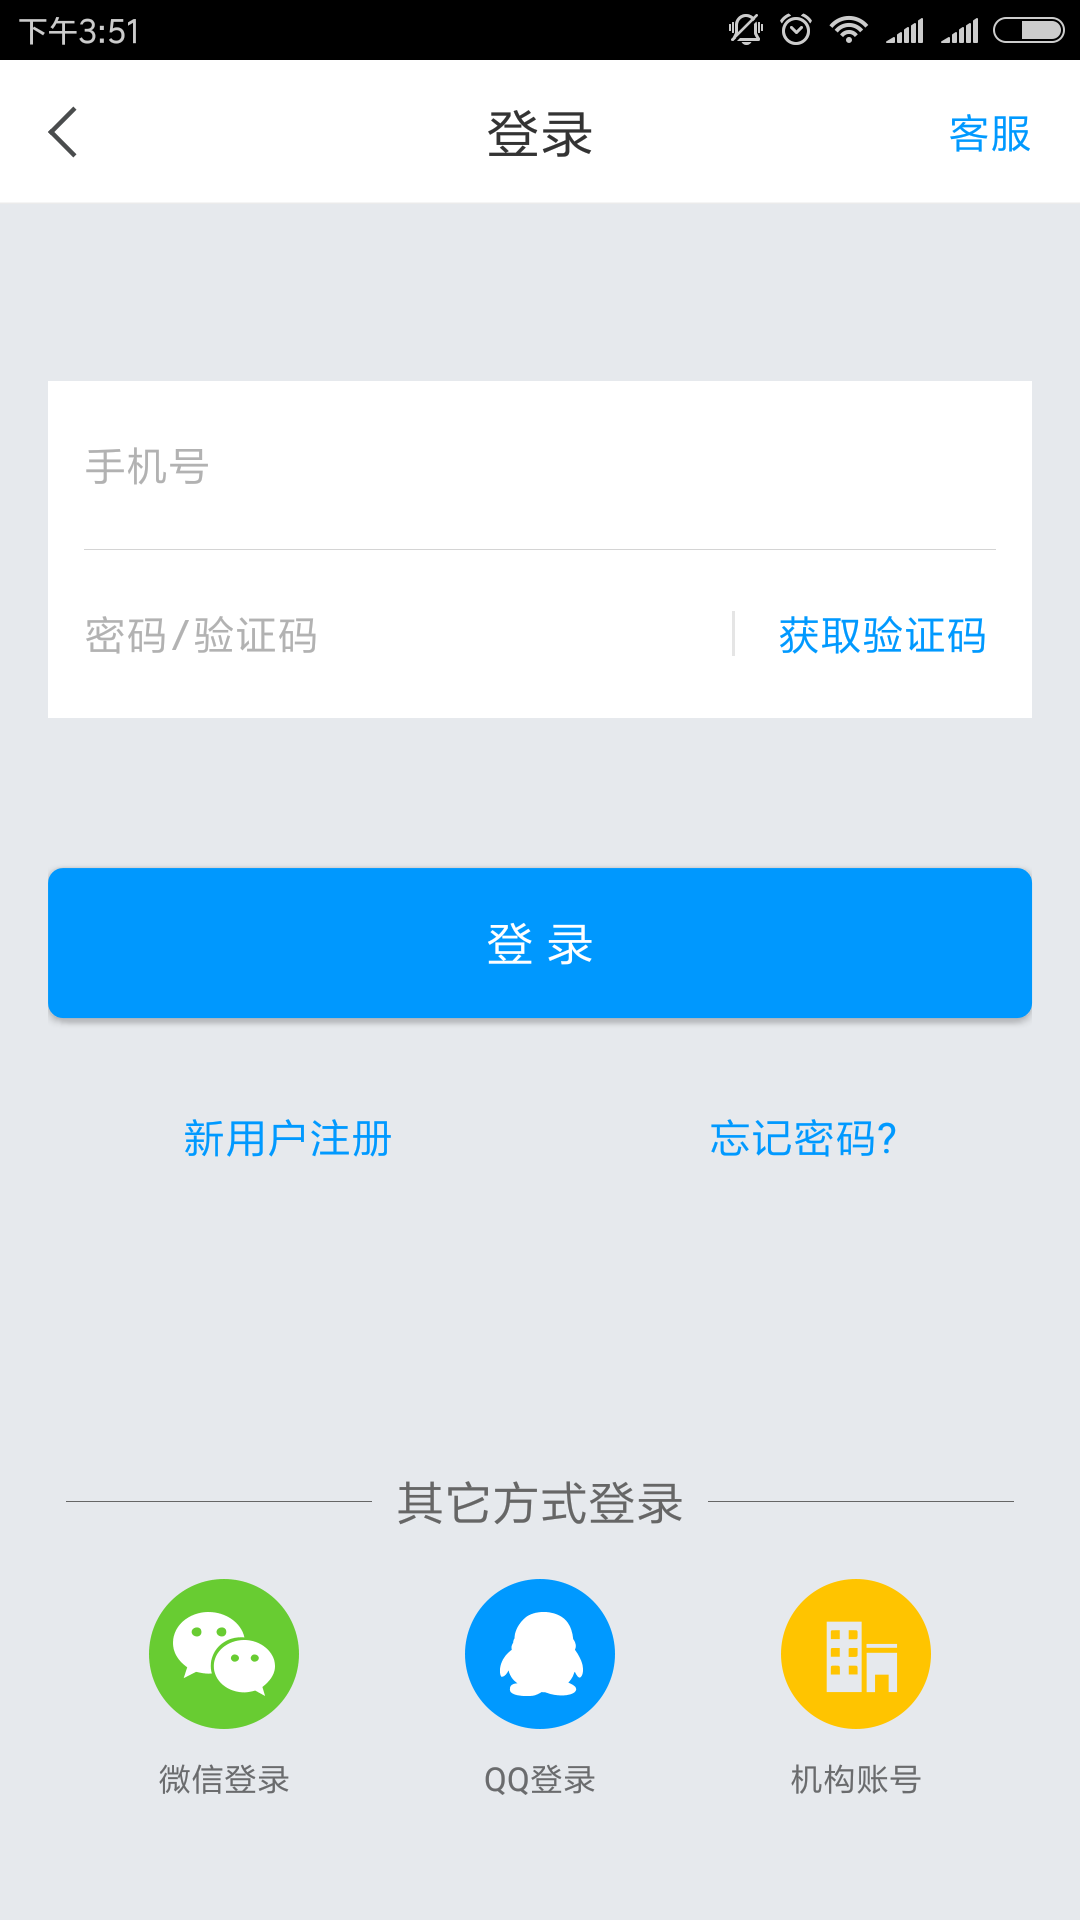 下午3:51
登录
客服
手机号
密码/验证码
获取验证码
登 录
新用户注册
忘记密码?
其它方式登录
微信登录
QQ登录
机构账号